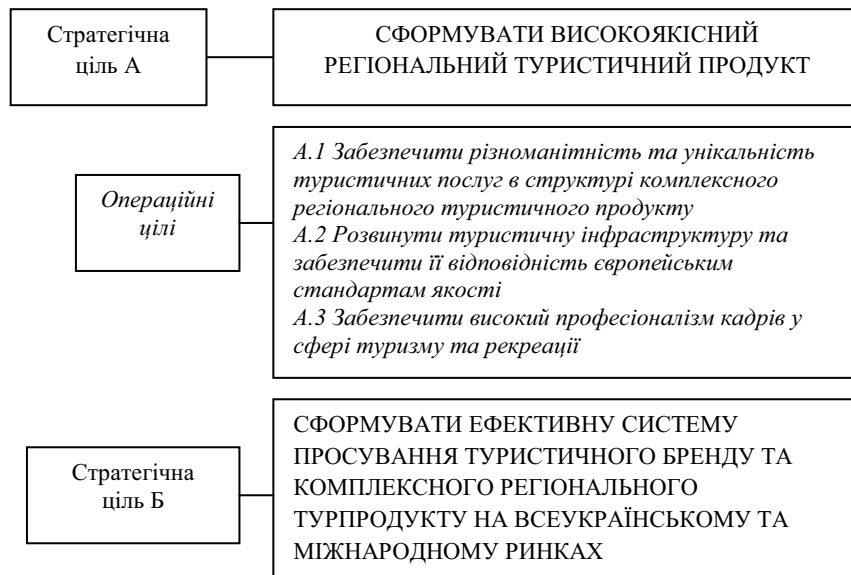 Стратегічна
ціль А
СФОРМУВАТИ ВИСОКОЯКІСНИЙ
РЕГІОНАЛЬНИЙ ТУРИСТИЧНИЙ ПРОДУКТ
Операційні
цілі
А.1 Забезпечити різноманітність та унікальність
туристичних послуг в структурі комплексного
регіонального туристичного продукту
А.2 Розвинути туристичну інфраструктуру та
забезпечити її відповідність європейським
стандартам якості
А.3 Забезпечити високий професіоналізм кадрів у
сфері туризму та рекреації
Стратегічна
ціль Б
СФОРМУВАТИ ЕФЕКТИВНУ СИСТЕМУ
ПРОСУВАННЯ ТУРИСТИЧНОГО БРЕНДУ ТА
КОМПЛЕКСНОГО РЕГІОНАЛЬНОГО
ТУРПРОДУКТУ НА ВСЕУКРАЇНСЬКОМУ ТА
МІЖНАРОДНОМУ РИНКАХ